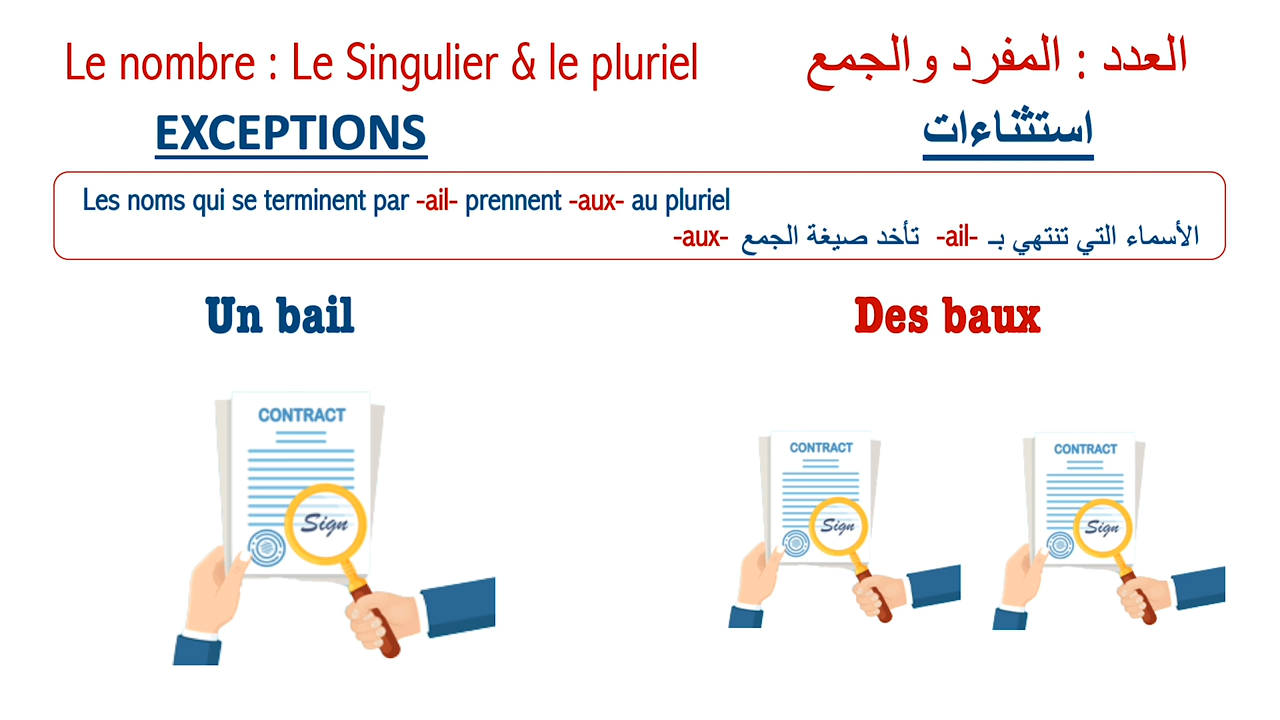 Le nombre : Le Singulier & le pluriel
العدد : المفرد والجمع
EXCEPTIONS
استثناءات
Les noms qui se terminent par -ail- prennent -aux- au pluriel
الأسماء التي تنتهي بـ -ail- تأخد صيغة الجمع -aux-
Un bail
Des baux
CONTRACT
Sign
CONTRACT
Sign
CONTRACT
Sign